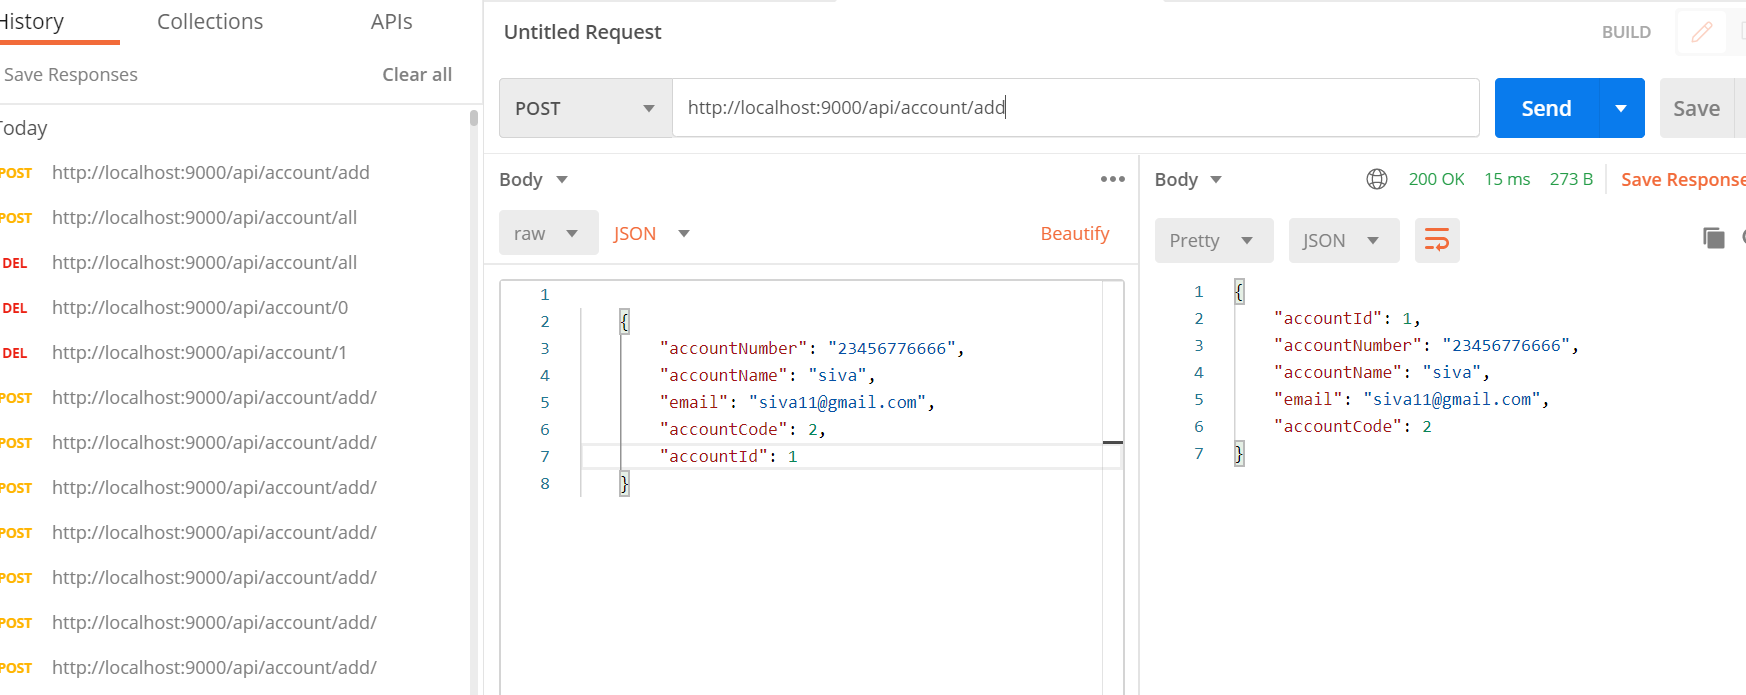 History Collections APIs
Save Responses Clear all
Today
POST http://localhost:9000/api/account/add
POST http://localhost:9000/api/account/all
DEL http://localhost:9000/api/account/all
DEL http://localhost:9000/api/account/0
DEL http://localhost:9000/api/account/1
POST http://localhost:9000/api/account/add/
POST http://localhost:9000/api/account/add/
POST http://localhost:9000/api/account/add/
POST http://localhost:9000/api/account/add/
POST http://localhost:9000/api/account/add/
POST http://localhost:9000/api/account/add/
POST http://localhost:9000/api/account/add/
Untitled Request BUILD
POST http://localhost:9000/api/account/add Send Save
Body
raw JSON Beautify
1
2 {
3 "accountNumber": "23456776666",
4 "accountName": "siva",
5 "email": "siva11@gmail.com",
6 "accountCode": 2,
7 "accountId": 1
8 }
Body 200 OK 15 ms 273 B Save Response
Pretty JSON
1 {
2 "accountId": 1,
3 "accountNumber": "23456776666",
4 "accountName": "siva",
5 "email": "siva11@gmail.com",
6 "accountCode": 2
7 }